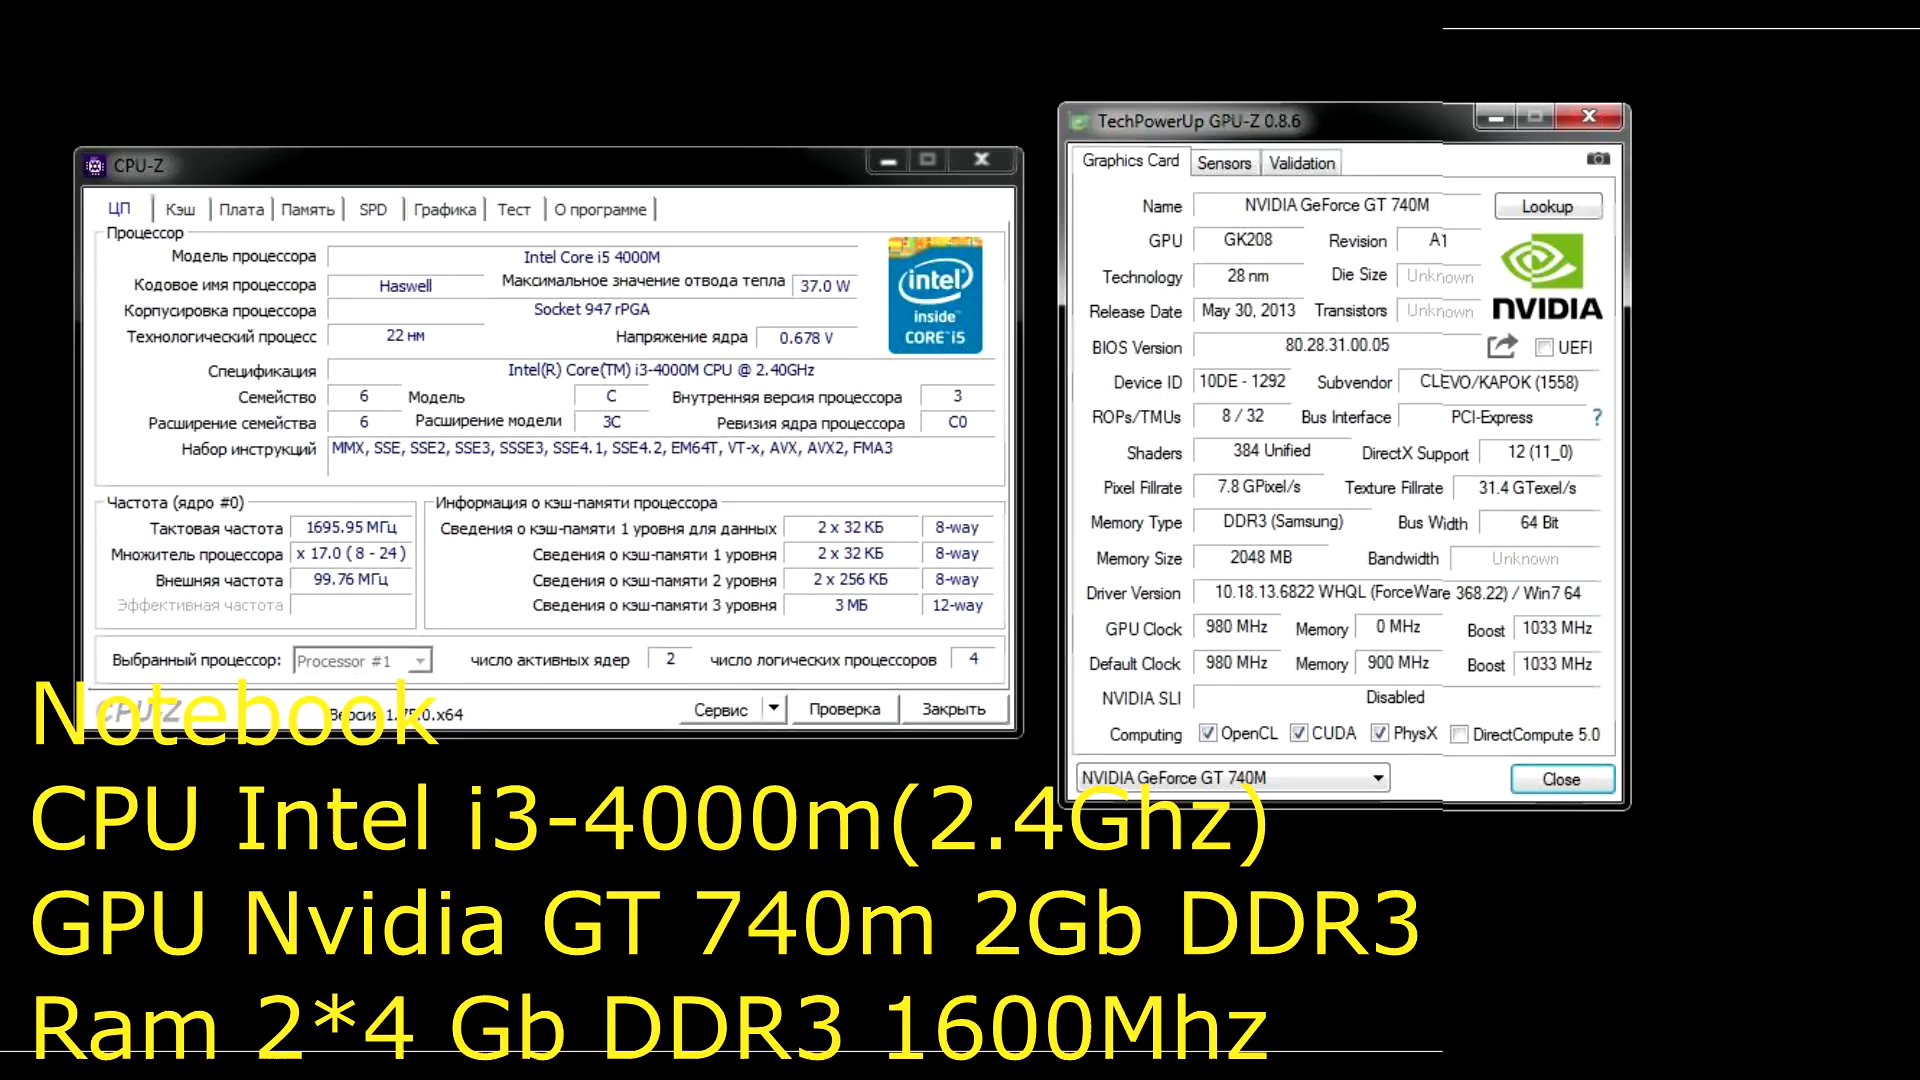 CPU-Z
ЦП Кэш Плата Память SPD Графика Тест О программе
Процессор
Модель процессора Intel Core i5 4000M
Кодовое имя процессора Haswell Максимальное значение отвода тепла 37.0 W
Корпусировка процессора Socket 947 rPGA
Технологический процесс 22 нм Напряжение ядра 0.678 V
intel inside CORE i5
Спецификация Intel(R) Core(TM) i3-4000M CPU @ 2.40GHz
Семейство 6 Модель C Внутренняя версия процессора 3
Расширение семейства 6 Расширение модели 3C Ревизия ядра процессора C0
Набор инструкций MMX, SSE, SSE2, SSE3, SSSE3, SSE4.1, SSE4.2, EM64T, VT-x, AVX, AVX2, FMA3
Частота (ядро #0)
Тактовая частота 1695.95 МГц
Множитель процессора x 17.0 ( 8 - 24 )
Внешняя частота 99.76 МГц
Эффективная частота
Информация о кэш-памяти процессора
Сведения о кэш-памяти 1 уровня для данных 2 x 32 КБ 8-way
Сведения о кэш-памяти 1 уровня 2 x 32 КБ 8-way
Сведения о кэш-памяти 2 уровня 2 x 256 КБ 8-way
Сведения о кэш-памяти 3 уровня 3 МБ 12-way
Выбранный процессор: Processor #1 число активных ядер 2 число логических процессоров 4
CPU-Z Версия 1.75.0.x64 Сервис Проверка Закрыть
TechPowerUp GPU-Z 0.8.6
Graphics Card Sensors Validation
Name NVIDIA GeForce GT 740M Lookup
GPU GK208 Revision A1
Technology 28 nm Die Size Unknown
Release Date May 30, 2013 Transistors Unknown
NVIDIA
BIOS Version 80.28.31.00.05 UEFI
Device ID 10DE - 1292 Subvendor CLEVO/KAPOK (1558)
ROPs/TMUs 8 / 32 Bus Interface PCI-Express ?
Shaders 384 Unified DirectX Support 12 (11_0)
Pixel Fillrate 7.8 GPixel/s Texture Fillrate 31.4 GTexel/s
Memory Type DDR3 (Samsung) Bus Width 64 Bit
Memory Size 2048 MB Bandwidth Unknown
Driver Version 10.18.13.6822 WHQL (ForceWare 368.22) / Win7 64
GPU Clock 980 MHz Memory 0 MHz Boost 1033 MHz
Default Clock 980 MHz Memory 900 MHz Boost 1033 MHz
NVIDIA SLI Disabled
Computing OpenCL CUDA PhysX DirectCompute 5.0
NVIDIA GeForce GT 740M Close
Notebook
CPU Intel i3-4000m(2.4Ghz)
GPU Nvidia GT 740m 2Gb DDR3
Ram 2*4 Gb DDR3 1600Mhz